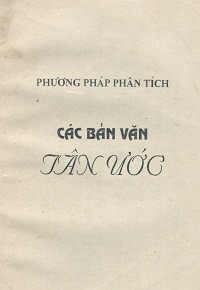 PHƯƠNG PHÁP PHÂN TÍCH
CÁC BẢN VĂN
TÂN ƯỚC